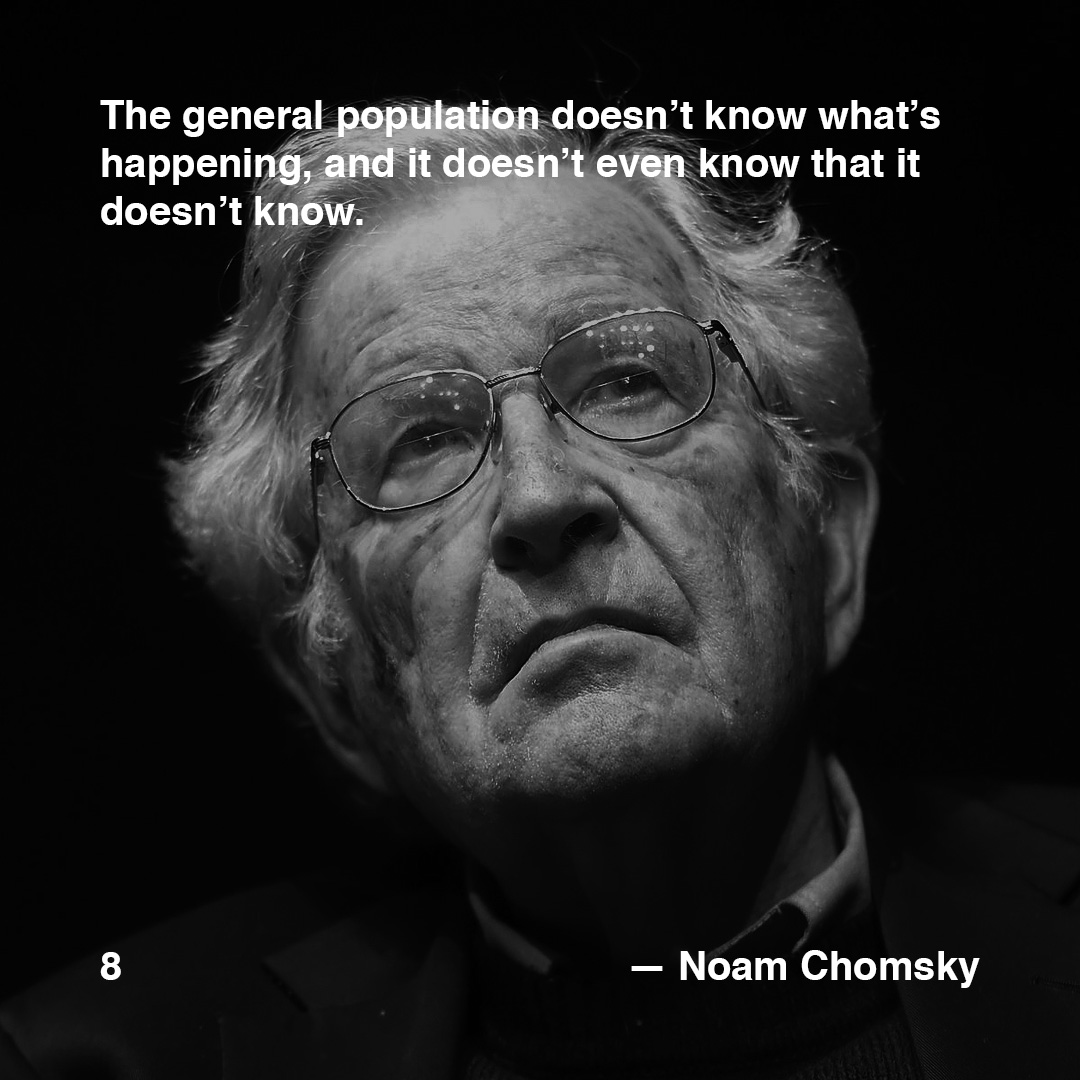 The general population doesn’t know what’s
happening, and it doesn’t even know that it
doesn’t know.
8
— Noam Chomsky